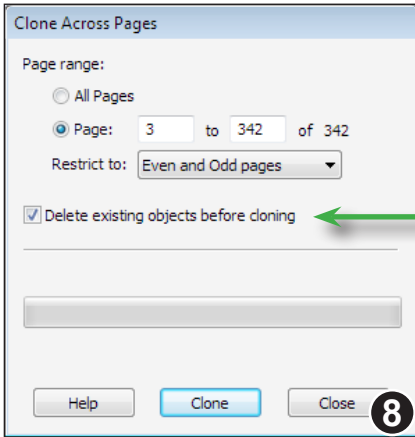 Clone Across Pages
Page range:
All Pages
Page: 3 to 342 of 342
Restrict to: Even and Odd pages
Delete existing objects before cloning
Help Clone Close
8